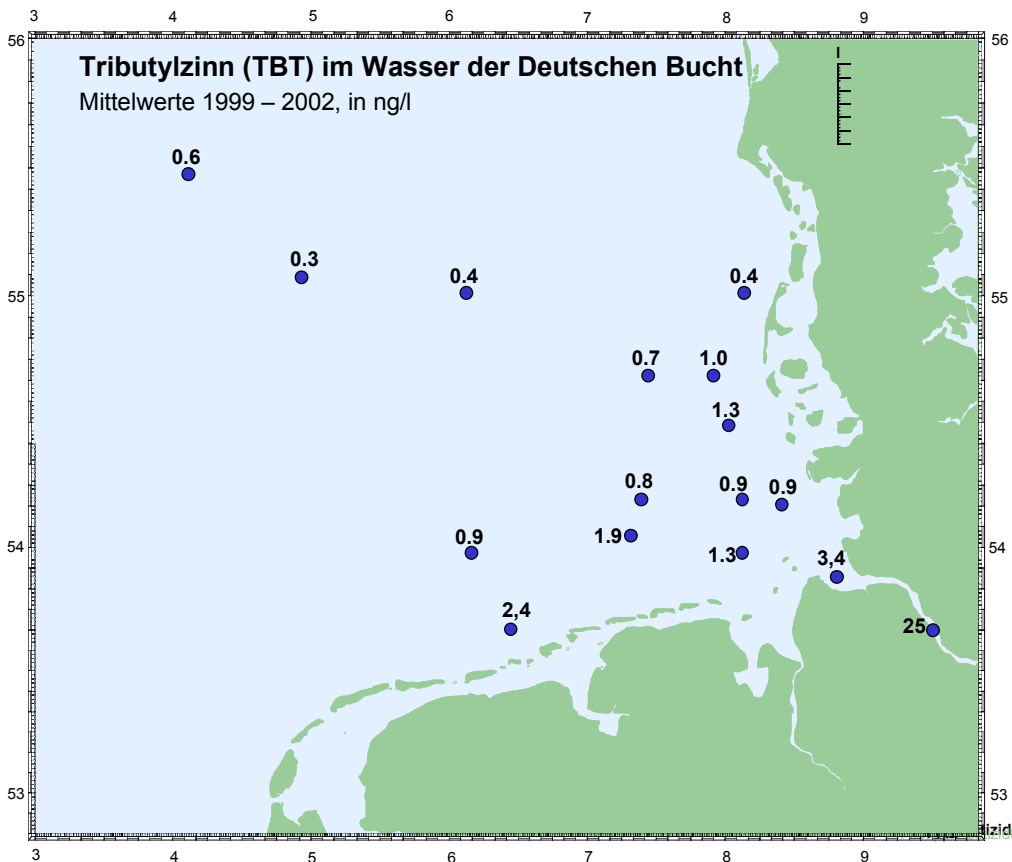 3 4 5 6 7 8 9
56 56
Tributylzinn (TBT) im Wasser der Deutschen Bucht
Mittelwerte 1999 – 2002, in ng/l
0.6
0.3
0.4 0.4
55 55
0.7 1.0
1.3
0.8 0.9 0.9
1.9
54 54
0.9 1.3 3,4
2,4
25
53 53
tizid
3 4 5 6 7 8 9